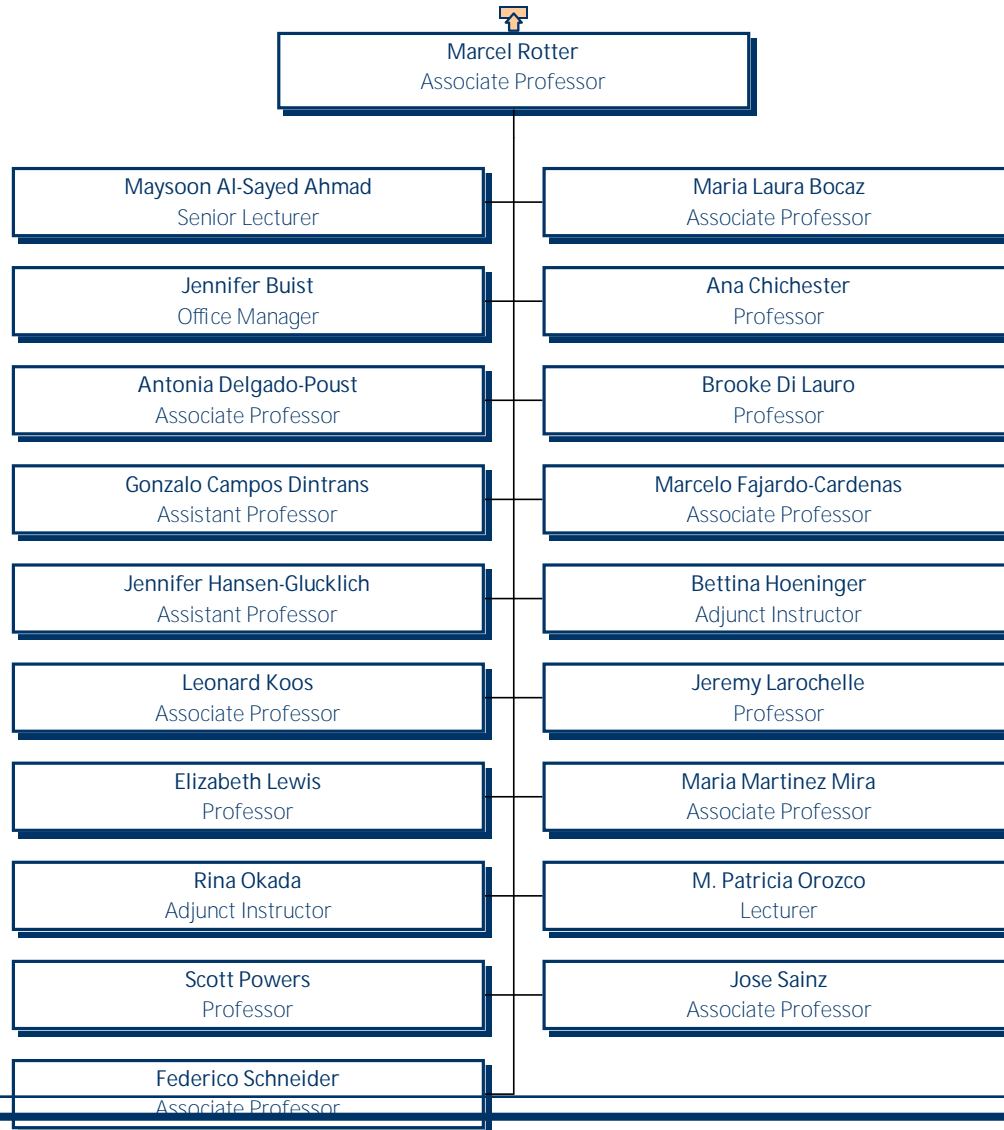 Marcel Rotter
Associate Professor
Maysoon Al-Sayed Ahmad
Senior Lecturer
Maria Laura Bocaz
Associate Professor
Jennifer Buist
Office Manager
Ana Chichester
Professor
Antonia Delgado-Poust
Associate Professor
Brooke Di Lauro
Professor
Gonzalo Campos Dintrans
Assistant Professor
Marcelo Fajardo-Cardenas
Associate Professor
Jennifer Hansen-Glucklich
Assistant Professor
Bettina Hoeninger
Adjunct Instructor
Leonard Koos
Associate Professor
Jeremy Larochelle
Professor
Elizabeth Lewis
Professor
Maria Martinez Mira
Associate Professor
Rina Okada
Adjunct Instructor
M. Patricia Orozco
Lecturer
Scott Powers
Professor
Jose Sainz
Associate Professor
Federico Schneider
Associate Professor